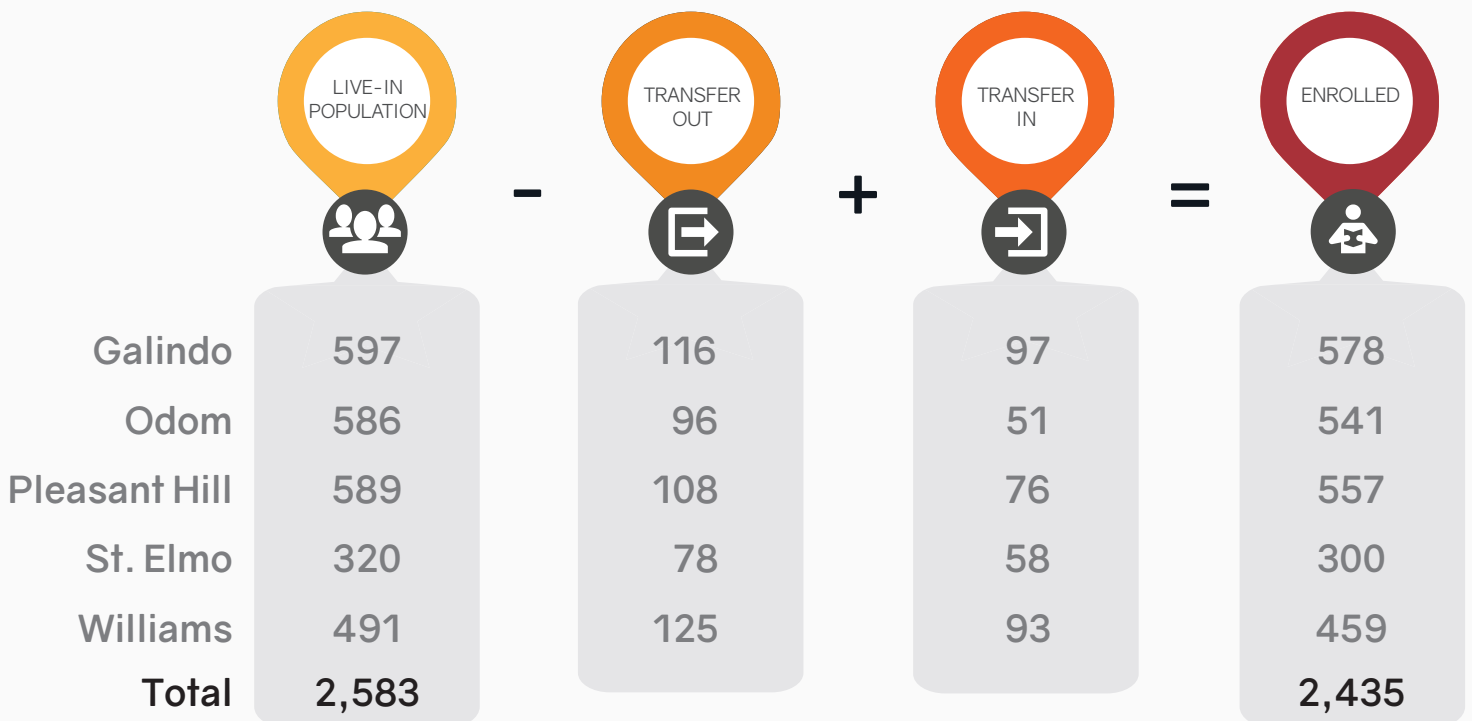 LIVE-IN
POPULATION
TRANSFER
OUT
TRANSFER
IN
ENROLLED
- + =
Galindo 597 116 97 578
Odom 586 96 51 541
Pleasant Hill 589 108 76 557
St. Elmo 320 78 58 300
Williams 491 125 93 459
Total 2,583 2,435